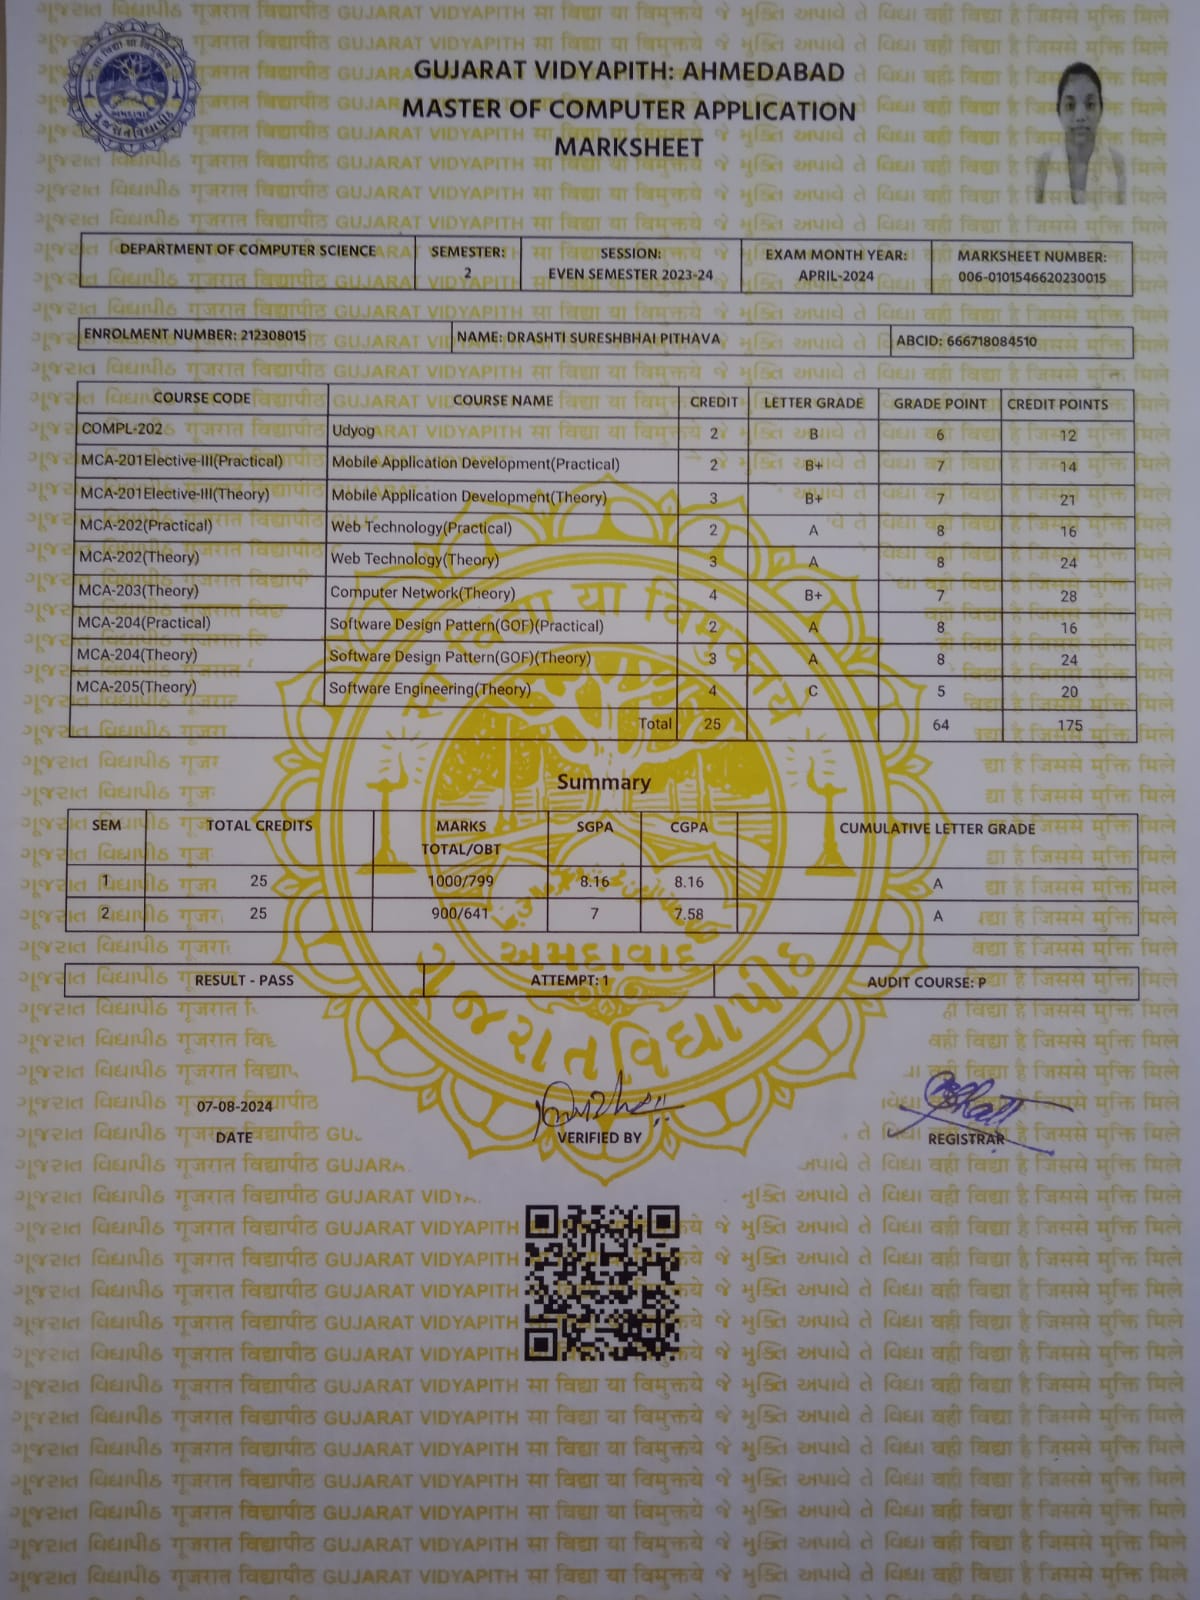 GUJARAT VIDYAPITH: AHMEDABAD
MASTER OF COMPUTER APPLICATION
MARKSHEET
DEPARTMENT OF COMPUTER SCIENCE
SEMESTER: 2
SESSION: EVEN SEMESTER 2023-24
EXAM MONTH YEAR: APRIL-2024
MARKSHEET NUMBER: 006-0101546620230015
ENROLMENT NUMBER: 212308015 NAME: DRASHTI SURESHBHAI PITHAVA ABCID: 666718084510
COURSE CODE COURSE NAME CREDIT LETTER GRADE GRADE POINT CREDIT POINTS
COMPL-202 Udyog 2 B 6 12
MCA-201Elective-III(Practical) Mobile Application Development(Practical) 2 B+ 7 14
MCA-201Elective-III(Theory) Mobile Application Development(Theory) 3 B+ 7 21
MCA-202(Practical) Web Technology(Practical) 2 A 8 16
MCA-202(Theory) Web Technology(Theory) 3 A 8 24
MCA-203(Theory) Computer Network(Theory) 4 B+ 7 28
MCA-204(Practical) Software Design Pattern(GOF)(Practical) 2 A 8 16
MCA-204(Theory) Software Design Pattern(GOF)(Theory) 3 A 8 24
MCA-205(Theory) Software Engineering(Theory) 4 C 5 20
Total 25 64 175
Summary
SEM TOTAL CREDITS MARKS TOTAL/OBT SGPA CGPA CUMULATIVE LETTER GRADE
1 25 1000/799 8.16 8.16 A
2 25 900/641 7 7.58 A
RESULT - PASS ATTEMPT: 1 AUDIT COURSE: P
અમદાવાદ
ગૂજરાત વિદ્યાપીઠ
07-08-2024
DATE VERIFIED BY REGISTRAR
ગૂજરાત વિદ્યાપીઠ गूजरात विद्यापीठ GUJARAT VIDYAPITH सा विद्या या विमुक्तये જે મુક્તિ અપાવે તે વિદ્યા वही विद्या है जिससे मुक्ति मिले